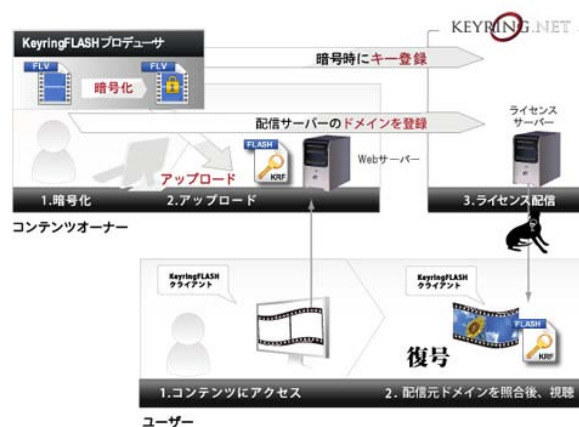 KEYRING.NET
KeyringFLASHプロデューサ
FLV
暗号化
FLV
暗号時にキー登録
配信サーバーのドメインを登録
ライセンス
サーバー
FLASH
KRF
Webサーバー
アップロード
1.暗号化
2.アップロード
3.ライセンス配信
コンテンツオーナー
KeyringFLASH
クライアント
KeyringFLASH
クライアント
FLASH
KRF
復号
1.コンテンツにアクセス
2. 配信元ドメインを照合後、視聴
ユーザー